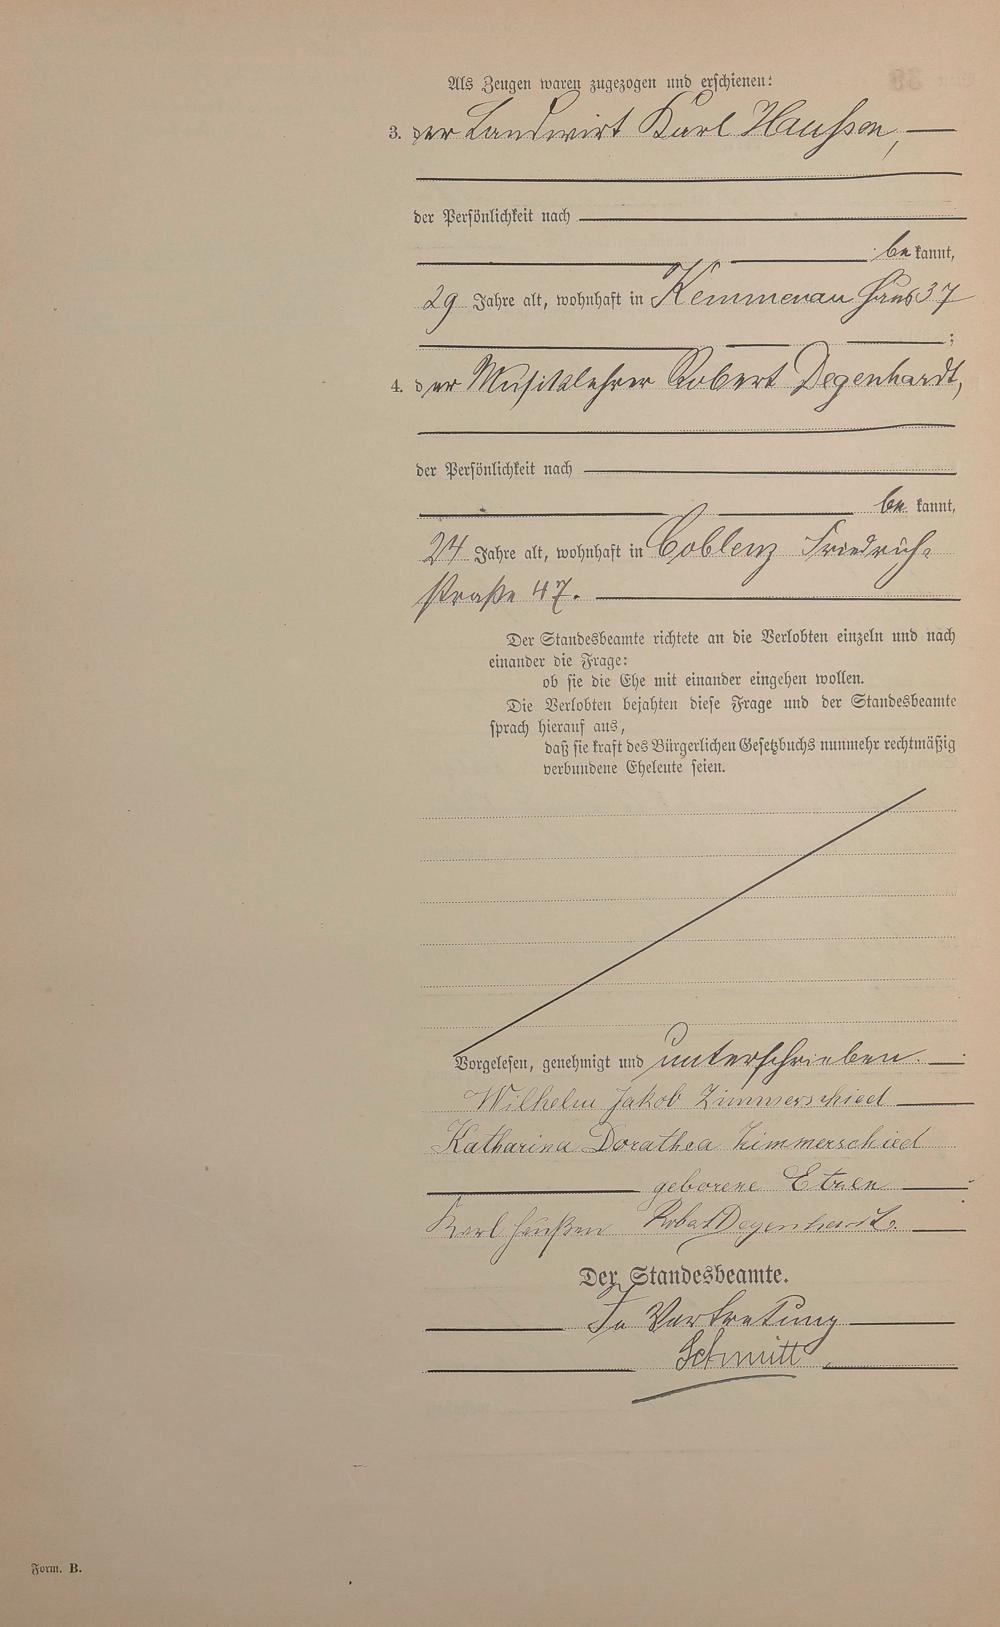 Als Zeugen waren zugezogen und erschienen:
3. der Landwirt Karl Haußen,
der Persönlichkeit nach
bekannt,
29 Jahre alt, wohnhaft in Kemmenau Haus 37
;
4. der Musiklehrer Robert Degenhardt,
der Persönlichkeit nach
bekannt,
24 Jahre alt, wohnhaft in Coblenz Friedrich-
straße 47.
Der Standesbeamte richtete an die Verlobten einzeln und nach
einander die Frage:
ob sie die Ehe mit einander eingehen wollen.
Die Verlobten bejahten diese Frage und der Standesbeamte
sprach hierauf aus,
daß sie kraft des Bürgerlichen Gesetzbuchs nunmehr rechtmäßig
verbundene Eheleute seien.
Vorgelesen, genehmigt und unterschrieben.
Wilhelm Jakob Zimmerschied
Katharina Dorathea Zimmerschied
geborene
Karl Haußen Robert Degenhardt.
Der Standesbeamte.
In Vertretung
Schmitt
Form. B.